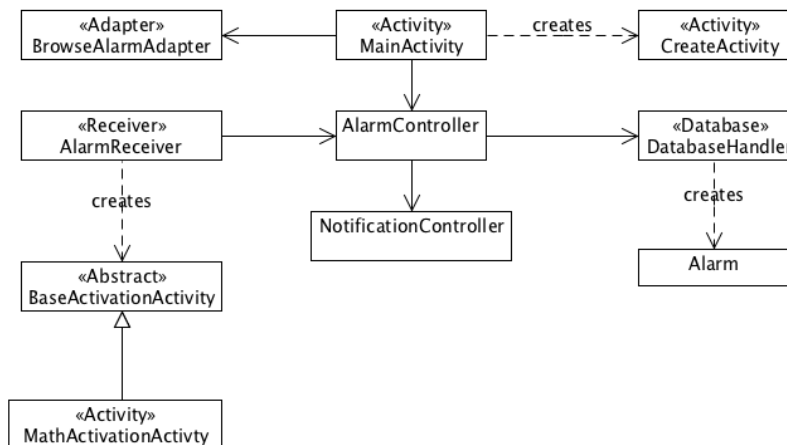 «Adapter»
BrowseAlarmAdapter
«Activity»
MainActivity
creates
«Activity»
CreateActivity
«Receiver»
AlarmReceiver
AlarmController
«Database»
DatabaseHandler
creates
creates
NotificationController
Alarm
«Abstract»
BaseActivationActivity
«Activity»
MathActivationActivty